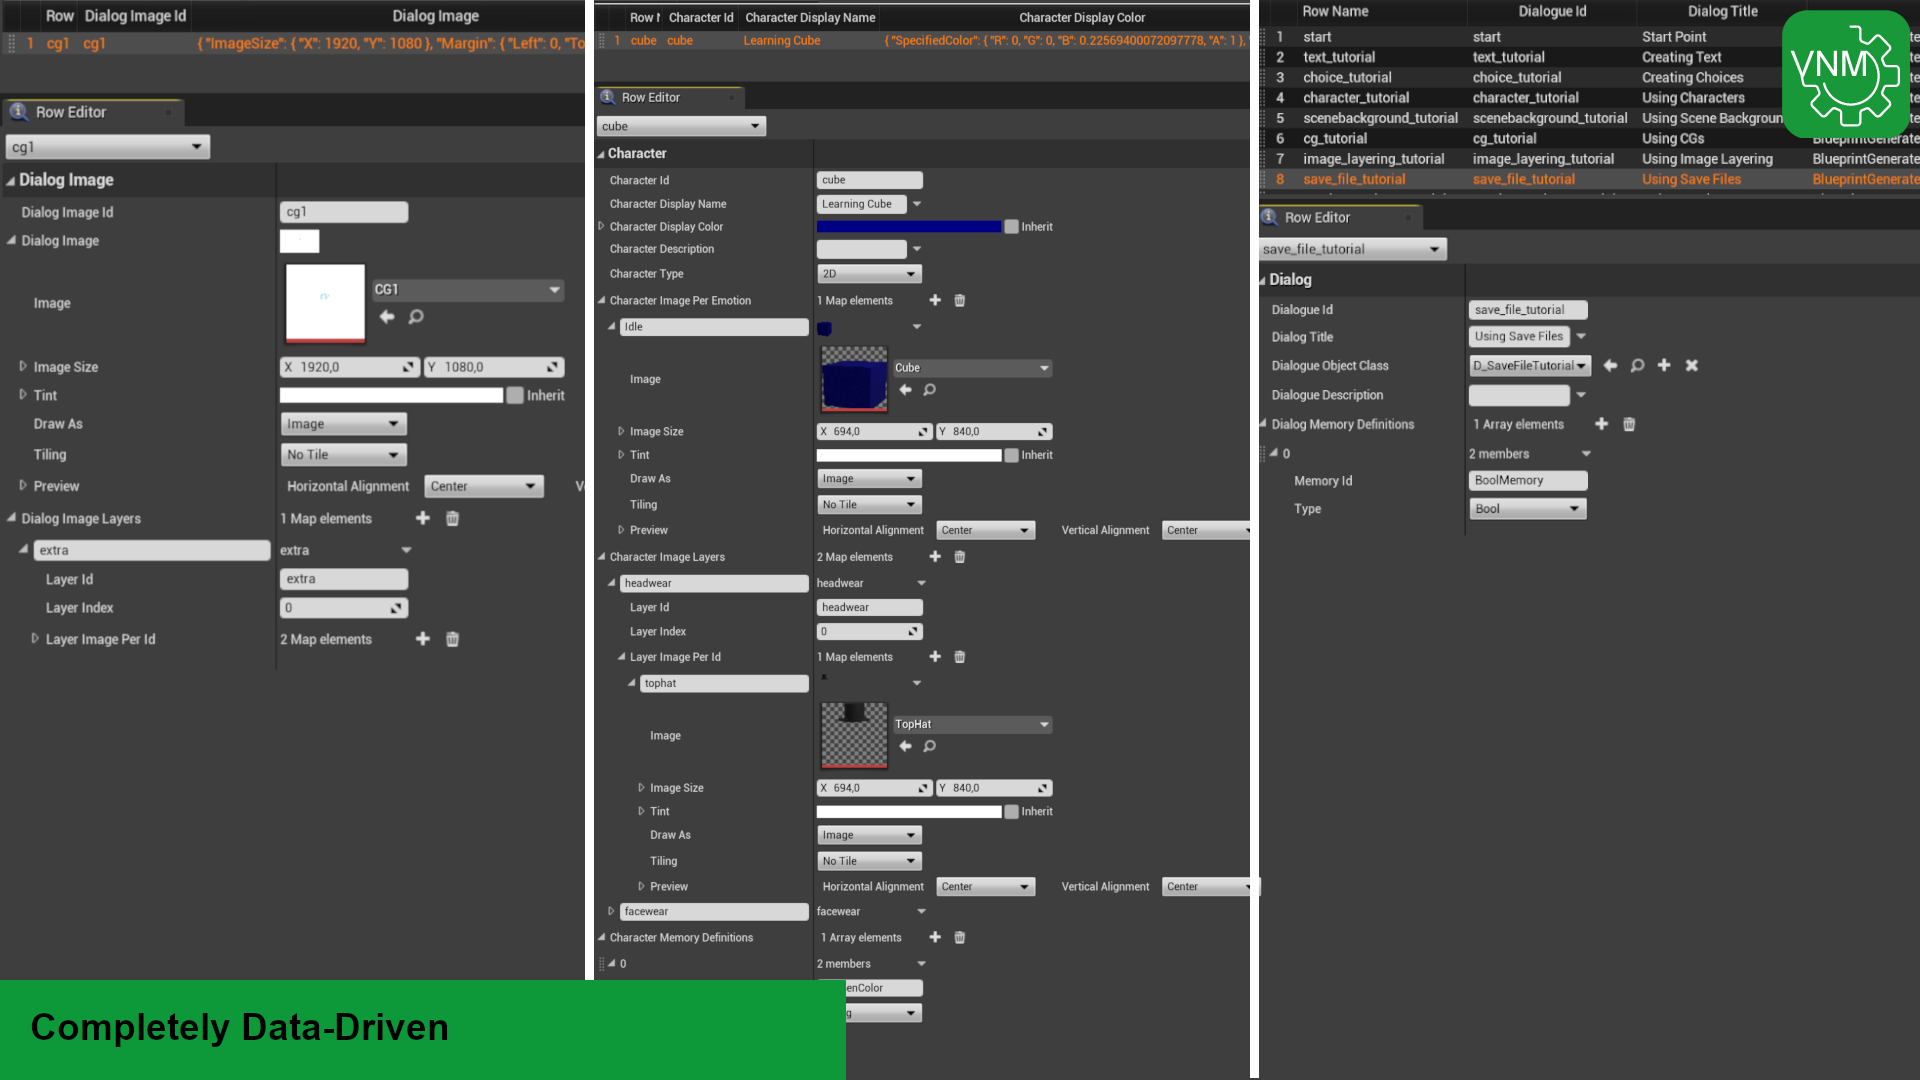 Row Dialog Image Id Dialog Image
1 cg1 cg1 { "ImageSize": { "X": 1920, "Y": 1080 }, "Margin": { "Left": 0, "To
Row Editor
cg1
Dialog Image
Dialog Image Id cg1
Dialog Image
Image CG1
Image Size X 1920,0 Y 1080,0
Tint Inherit
Draw As Image
Tiling No Tile
Preview Horizontal Alignment Center
Dialog Image Layers 1 Map elements
extra extra
Layer Id extra
Layer Index 0
Layer Image Per Id 2 Map elements
Row Character Id Character Display Name Character Display Color
1 cube cube Learning Cube { "SpecifiedColor": { "R": 0, "G": 0, "B": 0.22569400072097778, "A": 1 },
Row Editor
cube
Character
Character Id cube
Character Display Name Learning Cube
Character Display Color Inherit
Character Description
Character Type 2D
Character Image Per Emotion 1 Map elements
Idle
Image Cube
Image Size X 694,0 Y 840,0
Tint Inherit
Draw As Image
Tiling No Tile
Preview Horizontal Alignment Center Vertical Alignment Center
Character Image Layers 2 Map elements
headwear headwear
Layer Id headwear
Layer Index 0
Layer Image Per Id 1 Map elements
tophat
Image TopHat
Image Size X 694,0 Y 840,0
Tint Inherit
Draw As Image
Tiling No Tile
Preview Horizontal Alignment Center Vertical Alignment Center
facewear facewear
Character Memory Definitions 1 Array elements
0 2 members
enColor
g
Row Name Dialogue Id Dialog Title
1 start start Start Point
2 text_tutorial text_tutorial Creating Text
3 choice_tutorial choice_tutorial Creating Choices
4 character_tutorial character_tutorial Using Characters
5 scenebackground_tutorial scenebackground_tutorial Using Scene Backgroun
6 cg_tutorial cg_tutorial Using CGs BlueprintGenerate
7 image_layering_tutorial image_layering_tutorial Using Image Layering BlueprintGenerate
8 save_file_tutorial save_file_tutorial Using Save Files BlueprintGenerate
VNM
Row Editor
save_file_tutorial
Dialog
Dialogue Id save_file_tutorial
Dialog Title Using Save Files
Dialogue Object Class D_SaveFileTutorial
Dialogue Description
Dialog Memory Definitions 1 Array elements
0 2 members
Memory Id BoolMemory
Type Bool
Completely Data-Driven